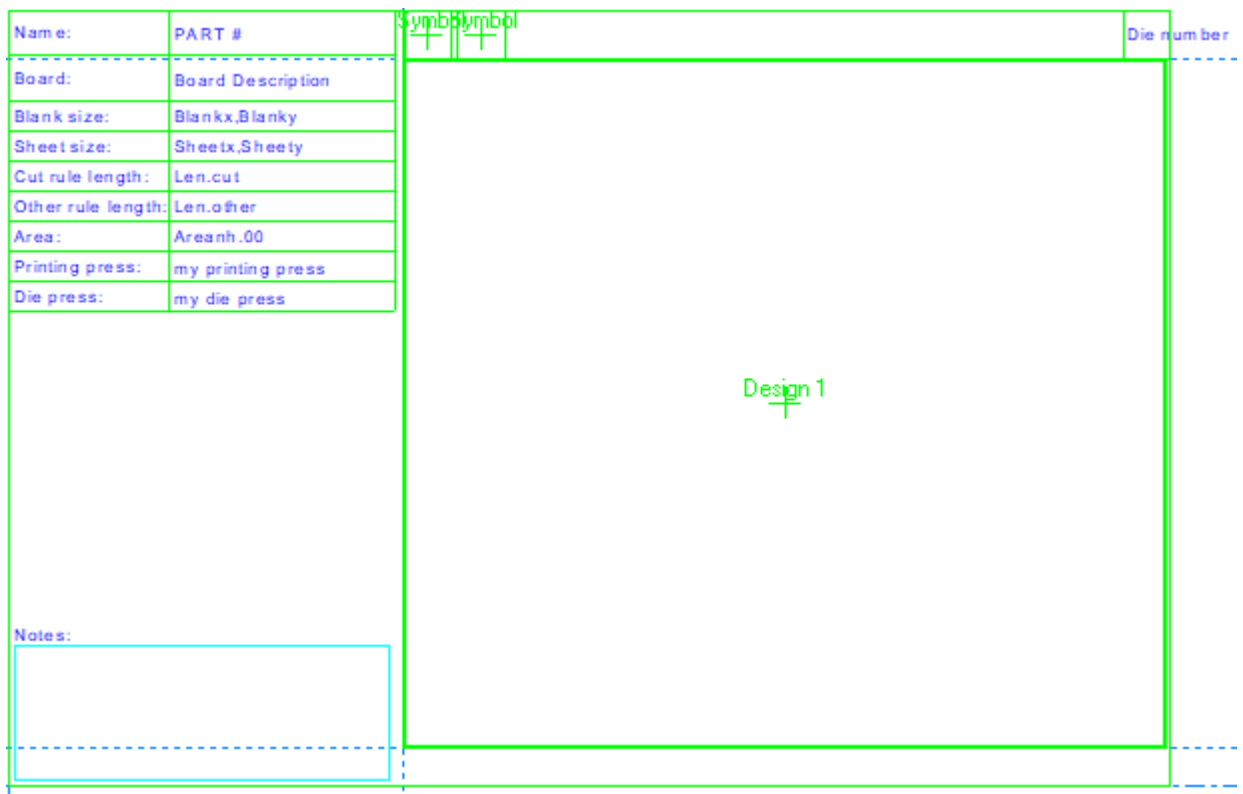 Name: PART #
Symbol Symbol
Die number
Board: Board Description
Blank size: Blankx,Blanky
Sheet size: Sheetx,Sheety
Cut rule length: Len.cut
Other rule length: Len.other
Area: Areanh.00
Printing press: my printing press
Die press: my die press
Design 1
Notes: